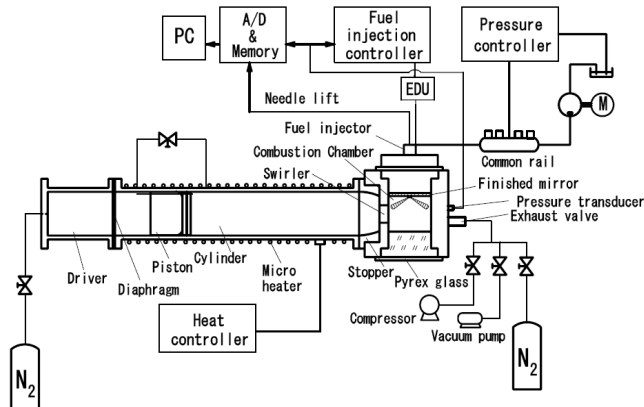 PC
A/D
&
Memory
Fuel
injection
controller
Pressure
controller
EDU
Needle lift
M
Fuel injector
Combustion Chamber
Swirler
Common rail
Finished mirror
Pressure transducer
Exhaust valve
Driver
Diaphragm
Piston
Cylinder
Micro
heater
Stopper
Pyrex glass
Heat
controller
Compressor
Vacuum pump
N2
N2